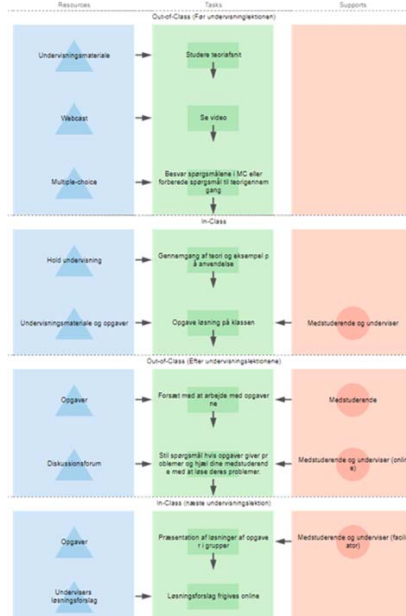 Resources Tasks Supports
Out-of-Class (Før undervisninglektionen)
Undervisningsmateriale
Studere teoriafsnit
Webcast
Se video
Multiple-choice
Besvar spørgsmålene i MC eller
forberede spørgsmål til teorigennem
gang
In-Class
Hold undervisning
Gennemgang af teori og eksempel p
å anvendelse
Undervisningsmateriale og opgaver
Opgave løsning på klassen
Medstuderende og underviser
Out-of-Class (Efter undervisningslektionene)
Opgaver
Forsæt med at arbejde med opgaver
ne
Medstuderende
Diskussionsforum
Stil spørgsmål hvis opgaver giver pr
oblemer og hjæl dine medstuderend
e med at løse deres problemer.
Medstuderende og underviser (onlin
e)
In-Class (næste undervisningslektion)
Opgaver
Præsentation af løsninger af opgave
r i grupper
Medstuderende og underviser (facili
ator)
Undervisers
løsningsforslag
Løsningsforslag frigives online